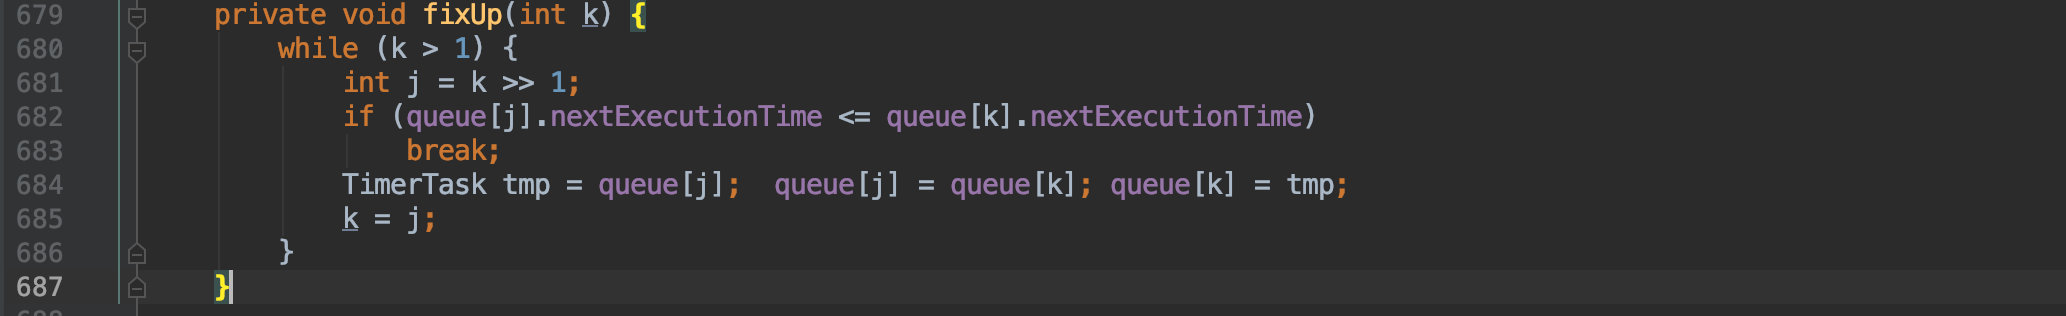 679 private void fixUp(int k) {
680 while (k > 1) {
681 int j = k >> 1;
682 if (queue[j].nextExecutionTime <= queue[k].nextExecutionTime)
683 break;
684 TimerTask tmp = queue[j];  queue[j] = queue[k]; queue[k] = tmp;
685 k = j;
686 }
687 }